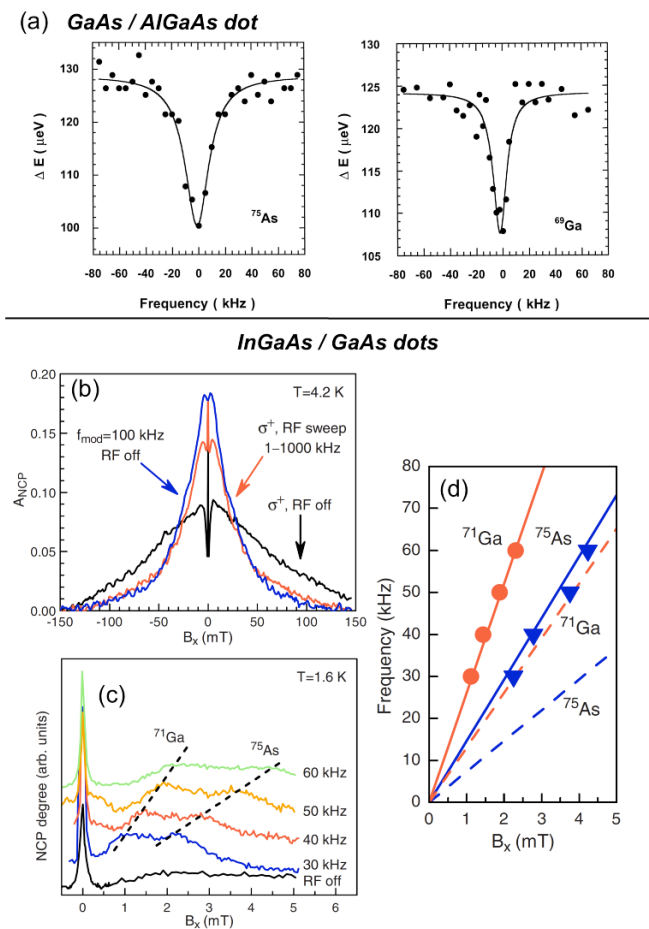 (a) GaAs / AlGaAs dot
130
120
110
100
Δ E ( μeV )
75As
-80 -60 -40 -20 0 20 40 60 80
Frequency ( kHz )
130
125
120
115
110
105
Δ E ( μeV )
69Ga
-80 -60 -40 -20 0 20 40 60 80
Frequency ( kHz )
InGaAs / GaAs dots
(b)
T=4.2 K
0.20
0.15
0.10
0.05
0.00
ANCP
fmod=100 kHz
RF off
σ+, RF sweep
1–1000 kHz
σ+, RF off
-150 -100 -50 0 50 100 150
Bx (mT)
(c)
T=1.6 K
NCP degree (arb. units)
71Ga
75As
60 kHz
50 kHz
40 kHz
30 kHz
RF off
0 1 2 3 4 5 6
Bx (mT)
(d)
80
70
60
50
40
30
20
10
0
Frequency (kHz)
71Ga
75As
71Ga
75As
0 1 2 3 4 5
Bx (mT)